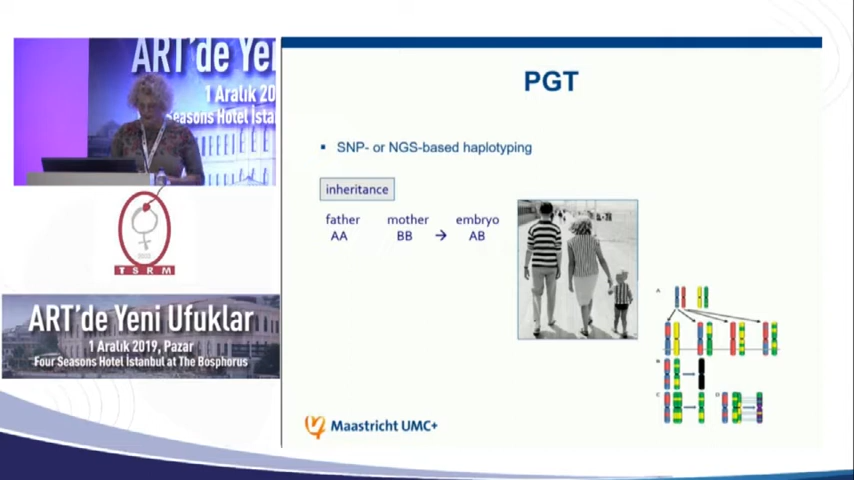 ART'de Yeni
1 Aralık 20
Seasons Hotel İsta
TSRM
ART'de Yeni Ufuklar
1 Aralık 2019, Pazar
Four Seasons Hotel İstanbul at The Bosphorus
PGT
SNP- or NGS-based haplotyping
inheritance
father mother embryo
AA BB → AB
A
B
C D
Maastricht UMC+